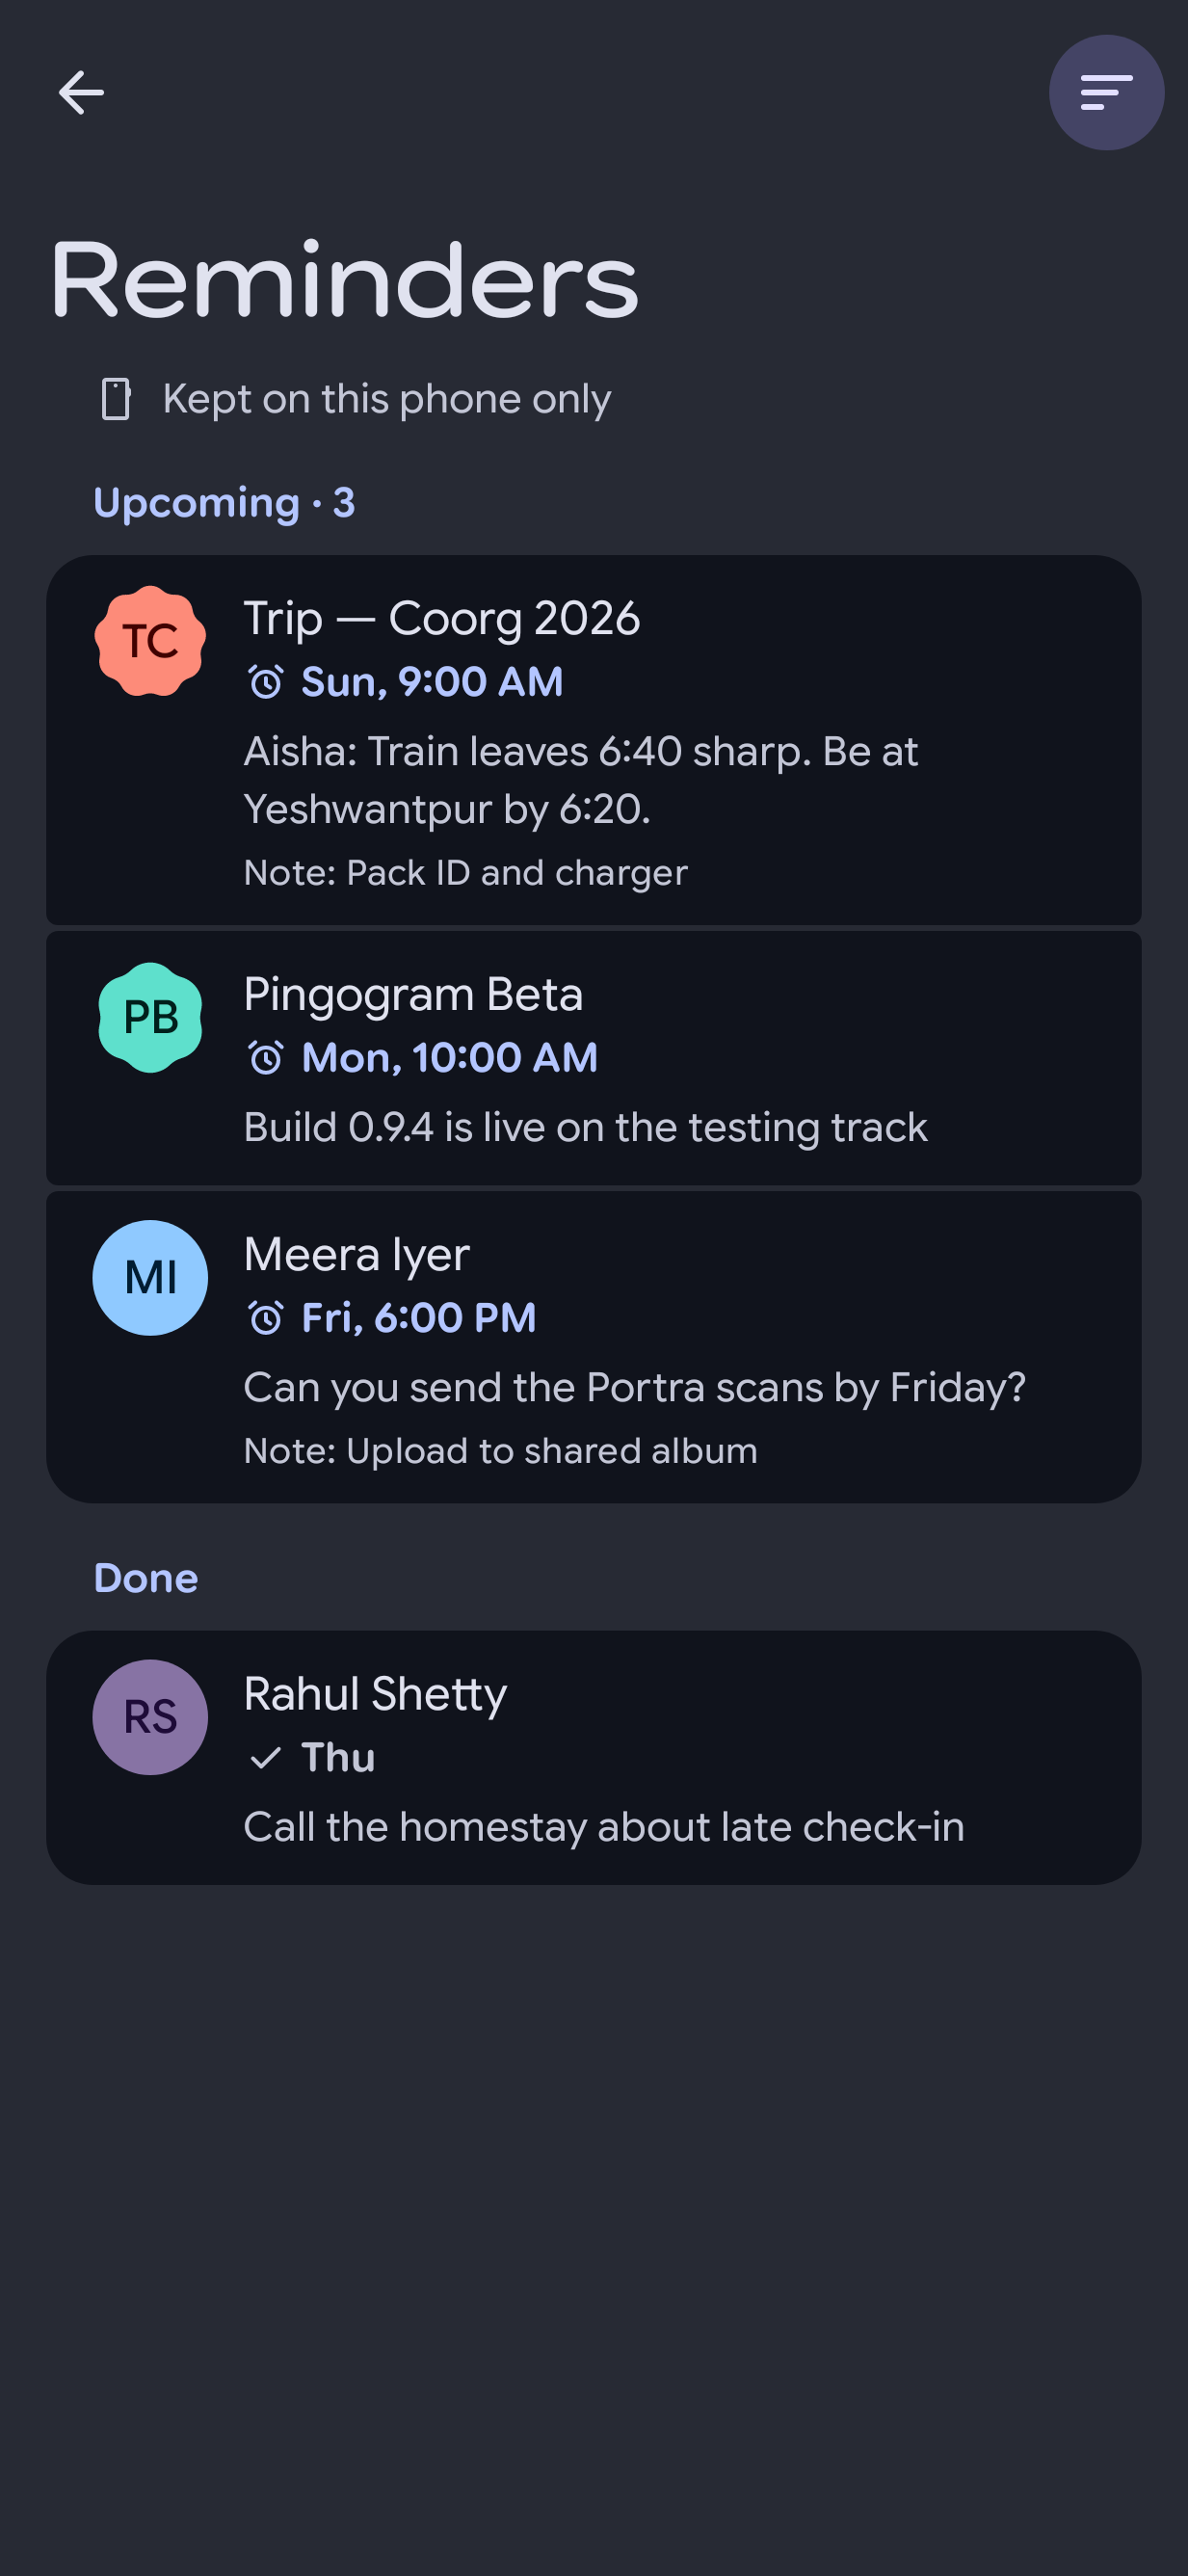 Reminders
Kept on this phone only
Upcoming · 3
TC
Trip — Coorg 2026
Sun, 9:00 AM
Aisha: Train leaves 6:40 sharp. Be at
Yeshwantpur by 6:20.
Note: Pack ID and charger
PB
Pingogram Beta
Mon, 10:00 AM
Build 0.9.4 is live on the testing track
MI
Meera Iyer
Fri, 6:00 PM
Can you send the Portra scans by Friday?
Note: Upload to shared album
Done
RS
Rahul Shetty
Thu
Call the homestay about late check-in